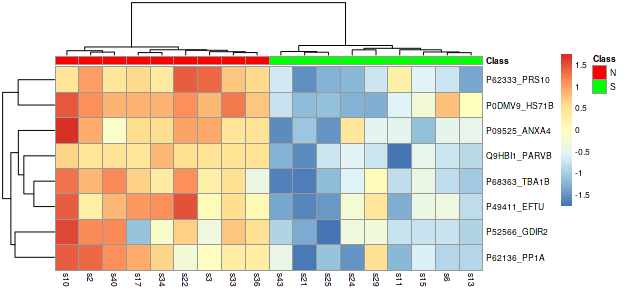 Class
P62333_PRS10
P0DMV9_HS71B
P09525_ANXA4
Q9HBI1_PARVB
P68363_TBA1B
P49411_EFTU
P52566_GDIR2
P62136_PP1A
s10 s2 s40 s17 s34 s22 s3 s33 s36 s43 s21 s25 s24 s29 s11 s15 s6 s13
1.5
1
0.5
0
-0.5
-1
-1.5
Class
N
S